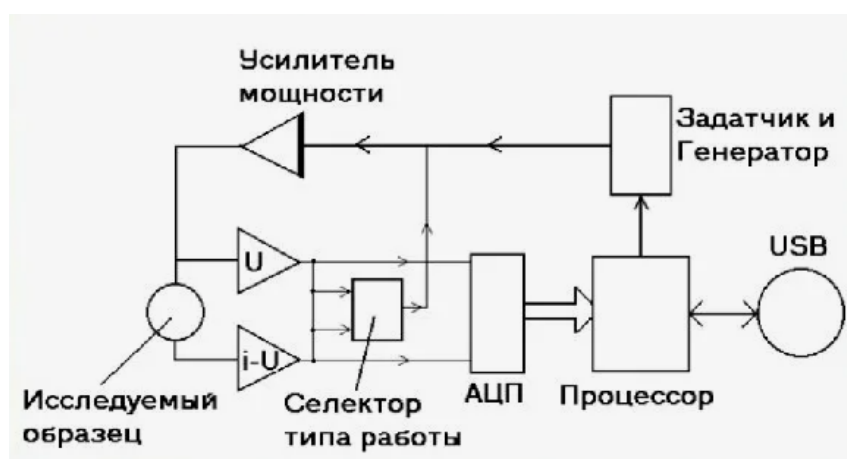 Усилитель
мощности
Задатчик и
Генератор
USB
U
i-U
Исследуемый
образец
Селектор
типа работы
АЦП
Процессор